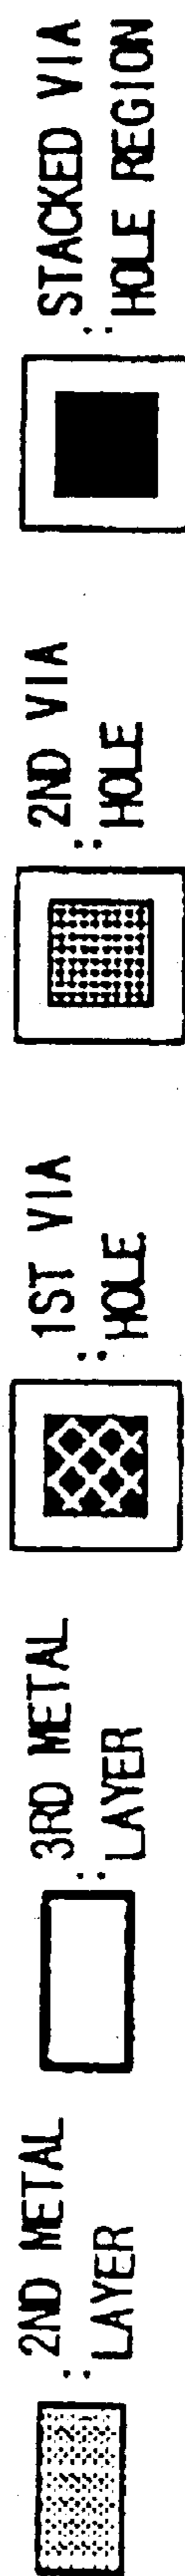 2ND METAL
: LAYER
3RD METAL
: LAYER
1ST VIA
: HOLE
2ND VIA
: HOLE
STACKED VIA
: HOLE REGION